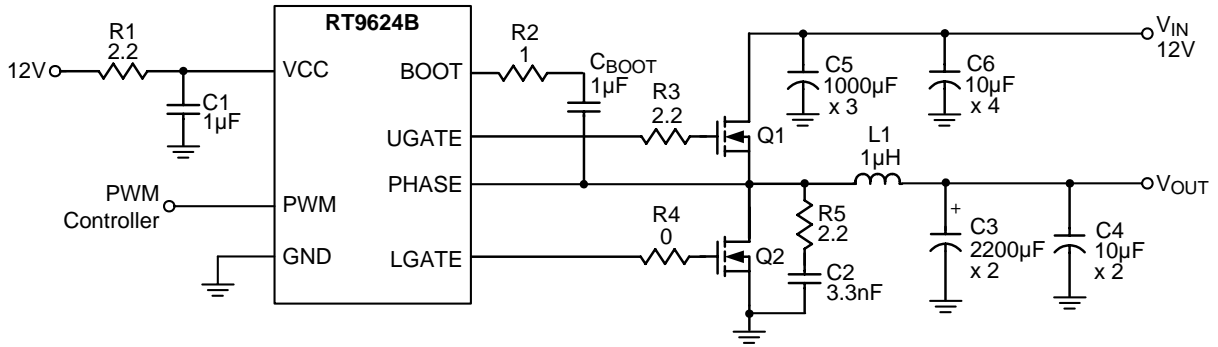 RT9624B
12V
R1
2.2
C1
1µF
VCC
PWM
Controller
PWM
GND
BOOT
UGATE
PHASE
LGATE
R2
1
CBOOT
1µF
R3
2.2
R4
0
Q1
Q2
R5
2.2
C2
3.3nF
C5
1000µF
x 3
C6
10µF
x 4
VIN
12V
L1
1µH
VOUT
+
C3
2200µF
x 2
C4
10µF
x 2